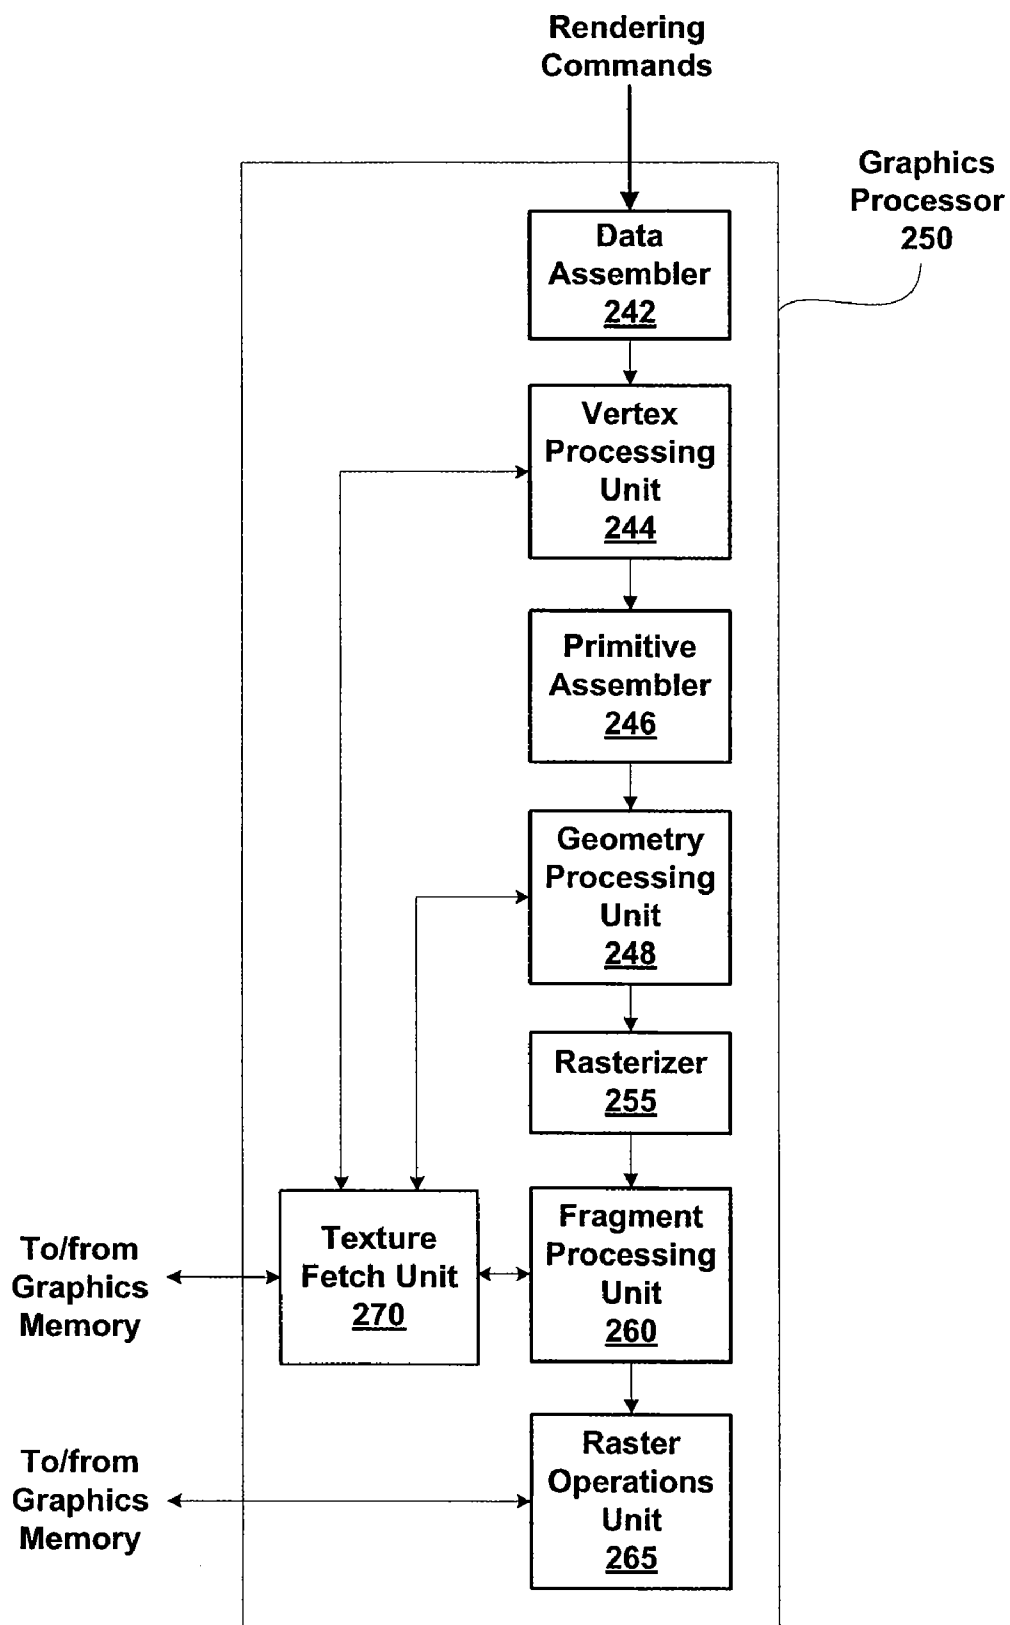 Rendering
Commands
Graphics
Processor
250
Data
Assembler
242
Vertex
Processing
Unit
244
Primitive
Assembler
246
Geometry
Processing
Unit
248
Rasterizer
255
Texture
Fetch Unit
270
Fragment
Processing
Unit
260
To/from
Graphics
Memory
Raster
Operations
Unit
265
To/from
Graphics
Memory